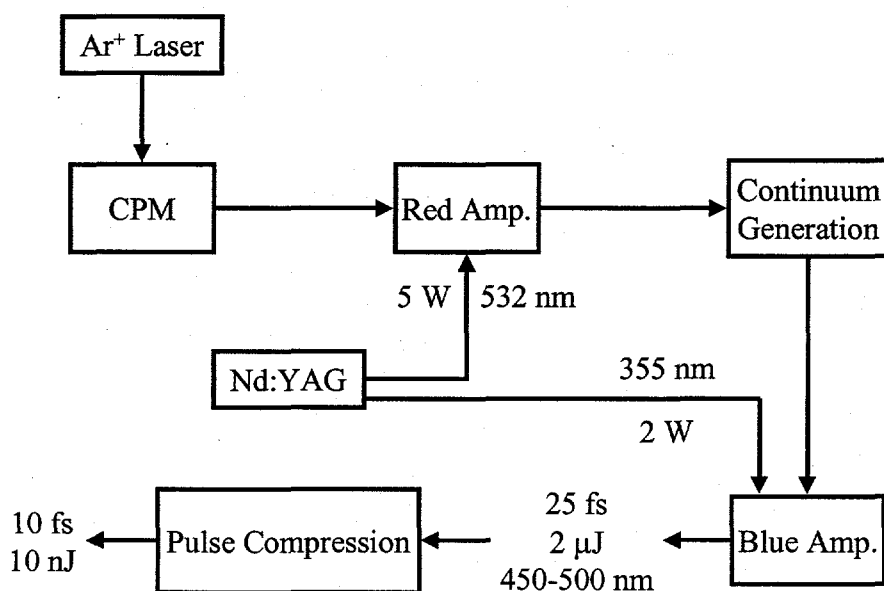 Ar⁺ Laser
CPM
Red Amp.
Continuum
Generation
5 W
532 nm
Nd:YAG
355 nm
2 W
10 fs
10 nJ
Pulse Compression
25 fs
2 µJ
450-500 nm
Blue Amp.